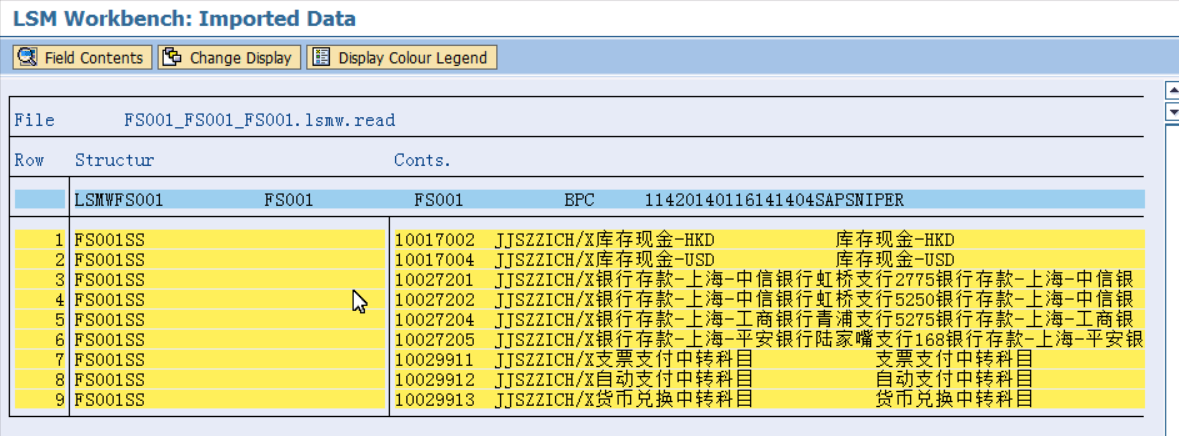 LSM Workbench: Imported Data
Field Contents Change Display Display Colour Legend
File FS001_FS001_FS001.lsmw.read
Row Structur Conts.
LSMWFS001 FS001 FS001 BPC 11420140116141404SAPSNIPER
1 FS001SS 10017002 JJSZZICH/X库存现金-HKD 库存现金-HKD
2 FS001SS 10017004 JJSZZICH/X库存现金-USD 库存现金-USD
3 FS001SS 10027201 JJSZZICH/X银行存款-上海-中信银行虹桥支行2775银行存款-上海-中信银
4 FS001SS 10027202 JJSZZICH/X银行存款-上海-中信银行虹桥支行5250银行存款-上海-中信银
5 FS001SS 10027204 JJSZZICH/X银行存款-上海-工商银行青浦支行5275银行存款-上海-工商银
6 FS001SS 10027205 JJSZZICH/X银行存款-上海-平安银行陆家嘴支行168银行存款-上海-平安银
7 FS001SS 10029911 JJSZZICH/X支票支付中转科目 支票支付中转科目
8 FS001SS 10029912 JJSZZICH/X自动支付中转科目 自动支付中转科目
9 FS001SS 10029913 JJSZZICH/X货币兑换中转科目 货币兑换中转科目